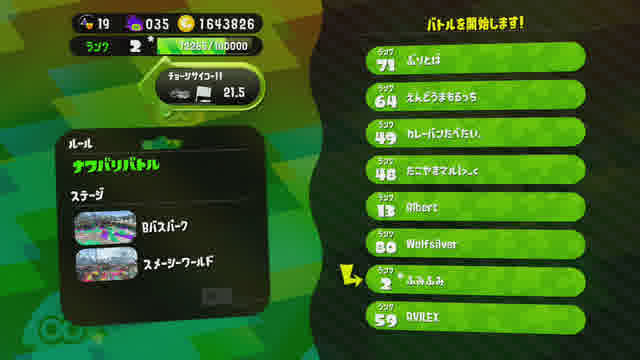 19 035 1643826
ランク 2* 72286/100000
チョーシサイコー!!
21.5
ルール
ナワバリバトル
ステージ
Bバスパーク
スメーシーワールド
バトルを開始します!
ランク 71 ぷりとぱ
ランク 64 えんどうまもるっち
ランク 49 カレーパンたべたい。
ランク 48 たこやきマル(>_<
ランク 13 Albert
ランク 80 Wolfsilver
ランク 2* ふみふみ
ランク 59 AVILEX